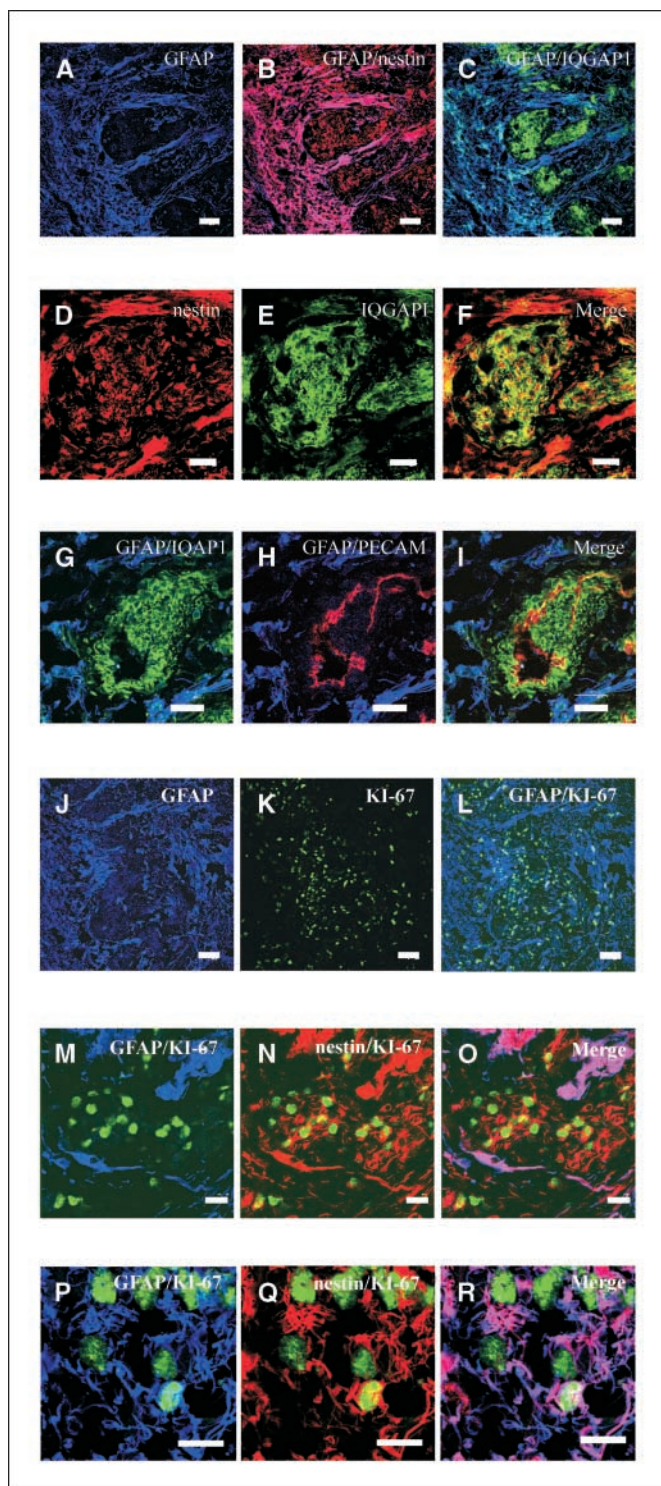 A GFAP
B GFAP/nestin
C GFAP/IQGAP1
D nestin
E IQGAP1
F Merge
G GFAP/IQAP1
H GFAP/PECAM
I Merge
J GFAP
K KI-67
L GFAP/KI-67
M GFAP/KI-67
N nestin/KI-67
O Merge
P GFAP/KI-67
Q nestin/KI-67
R Merge